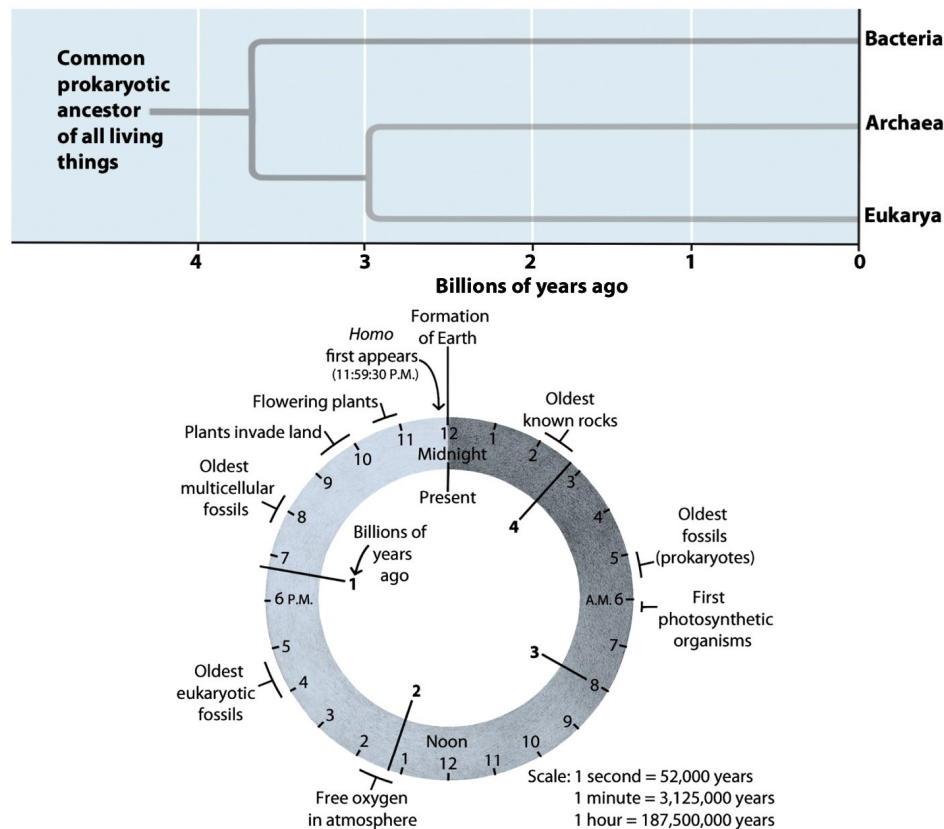 Common
prokaryotic
ancestor
of all living
things
Bacteria
Archaea
Eukarya
4 3 2 1 0
Billions of years ago
Formation
of Earth
Homo
first appears
(11:59:30 P.M.)
Flowering plants
Plants invade land
Oldest
multicellular
fossils
Oldest
known rocks
12
Midnight
Present
1
2
3
4
5
A.M. 6
7
8
9
10
11
12
Noon
1
2
3
4
5
6 P.M.
7
8
9
10
11
4
3
2
1
Billions of
years
ago
Oldest
fossils
(prokaryotes)
First
photosynthetic
organisms
Oldest
eukaryotic
fossils
Free oxygen
in atmosphere
Scale: 1 second = 52,000 years
1 minute = 3,125,000 years
1 hour = 187,500,000 years